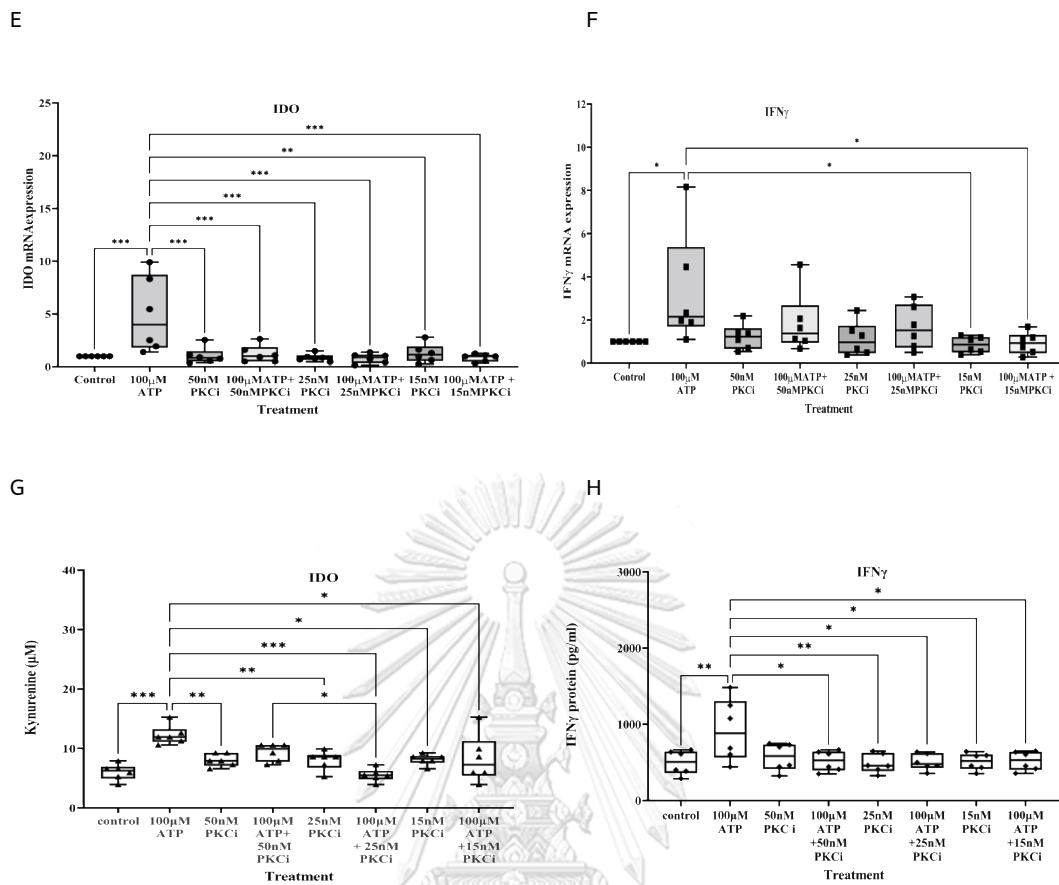 E
IDO
IDO mRNAexpression
25
20
15
10
5
0
***
**
***
***
***
***
***
Control
100μM
ATP
50nM
PKCi
100μMATP+
50nMPKCi
25nM
PKCi
100μMATP+
25nMPKCi
15nM
PKCi
100μMATP +
15nMPKCi
Treatment
F
IFNγ
IFNγ mRNA expression
12
10
8
6
4
2
0
*
*
*
Control
100μM
ATP
50nM
PKCi
100μMATP+
50nMPKCi
25nM
PKCi
100μMATP+
25nMPKCi
15nM
PKCi
100μMATP +
15nMPKCi
Treatment
G
IDO
Kynurenine (μM)
40
30
20
10
0
*
*
***
**
*
***
**
control
100μM
ATP
50nM
PKCi
100μM
ATP+
50nM
PKCi
25nM
PKCi
100μM
ATP
+ 25nM
PKCi
15nM
PKCi
100μM
ATP
+15nM
PKCi
Treatment
H
IFNγ
IFNγ protein (pg/ml)
3000
2000
1000
0
*
*
*
**
**
*
control
100μM
ATP
50nM
PKC i
100μM
ATP
+50nM
PKCi
25nM
PKCi
100μM
ATP
+25nM
PKCi
15nM
PKCi
100μM
ATP
+15nM
PKCi
Treatment